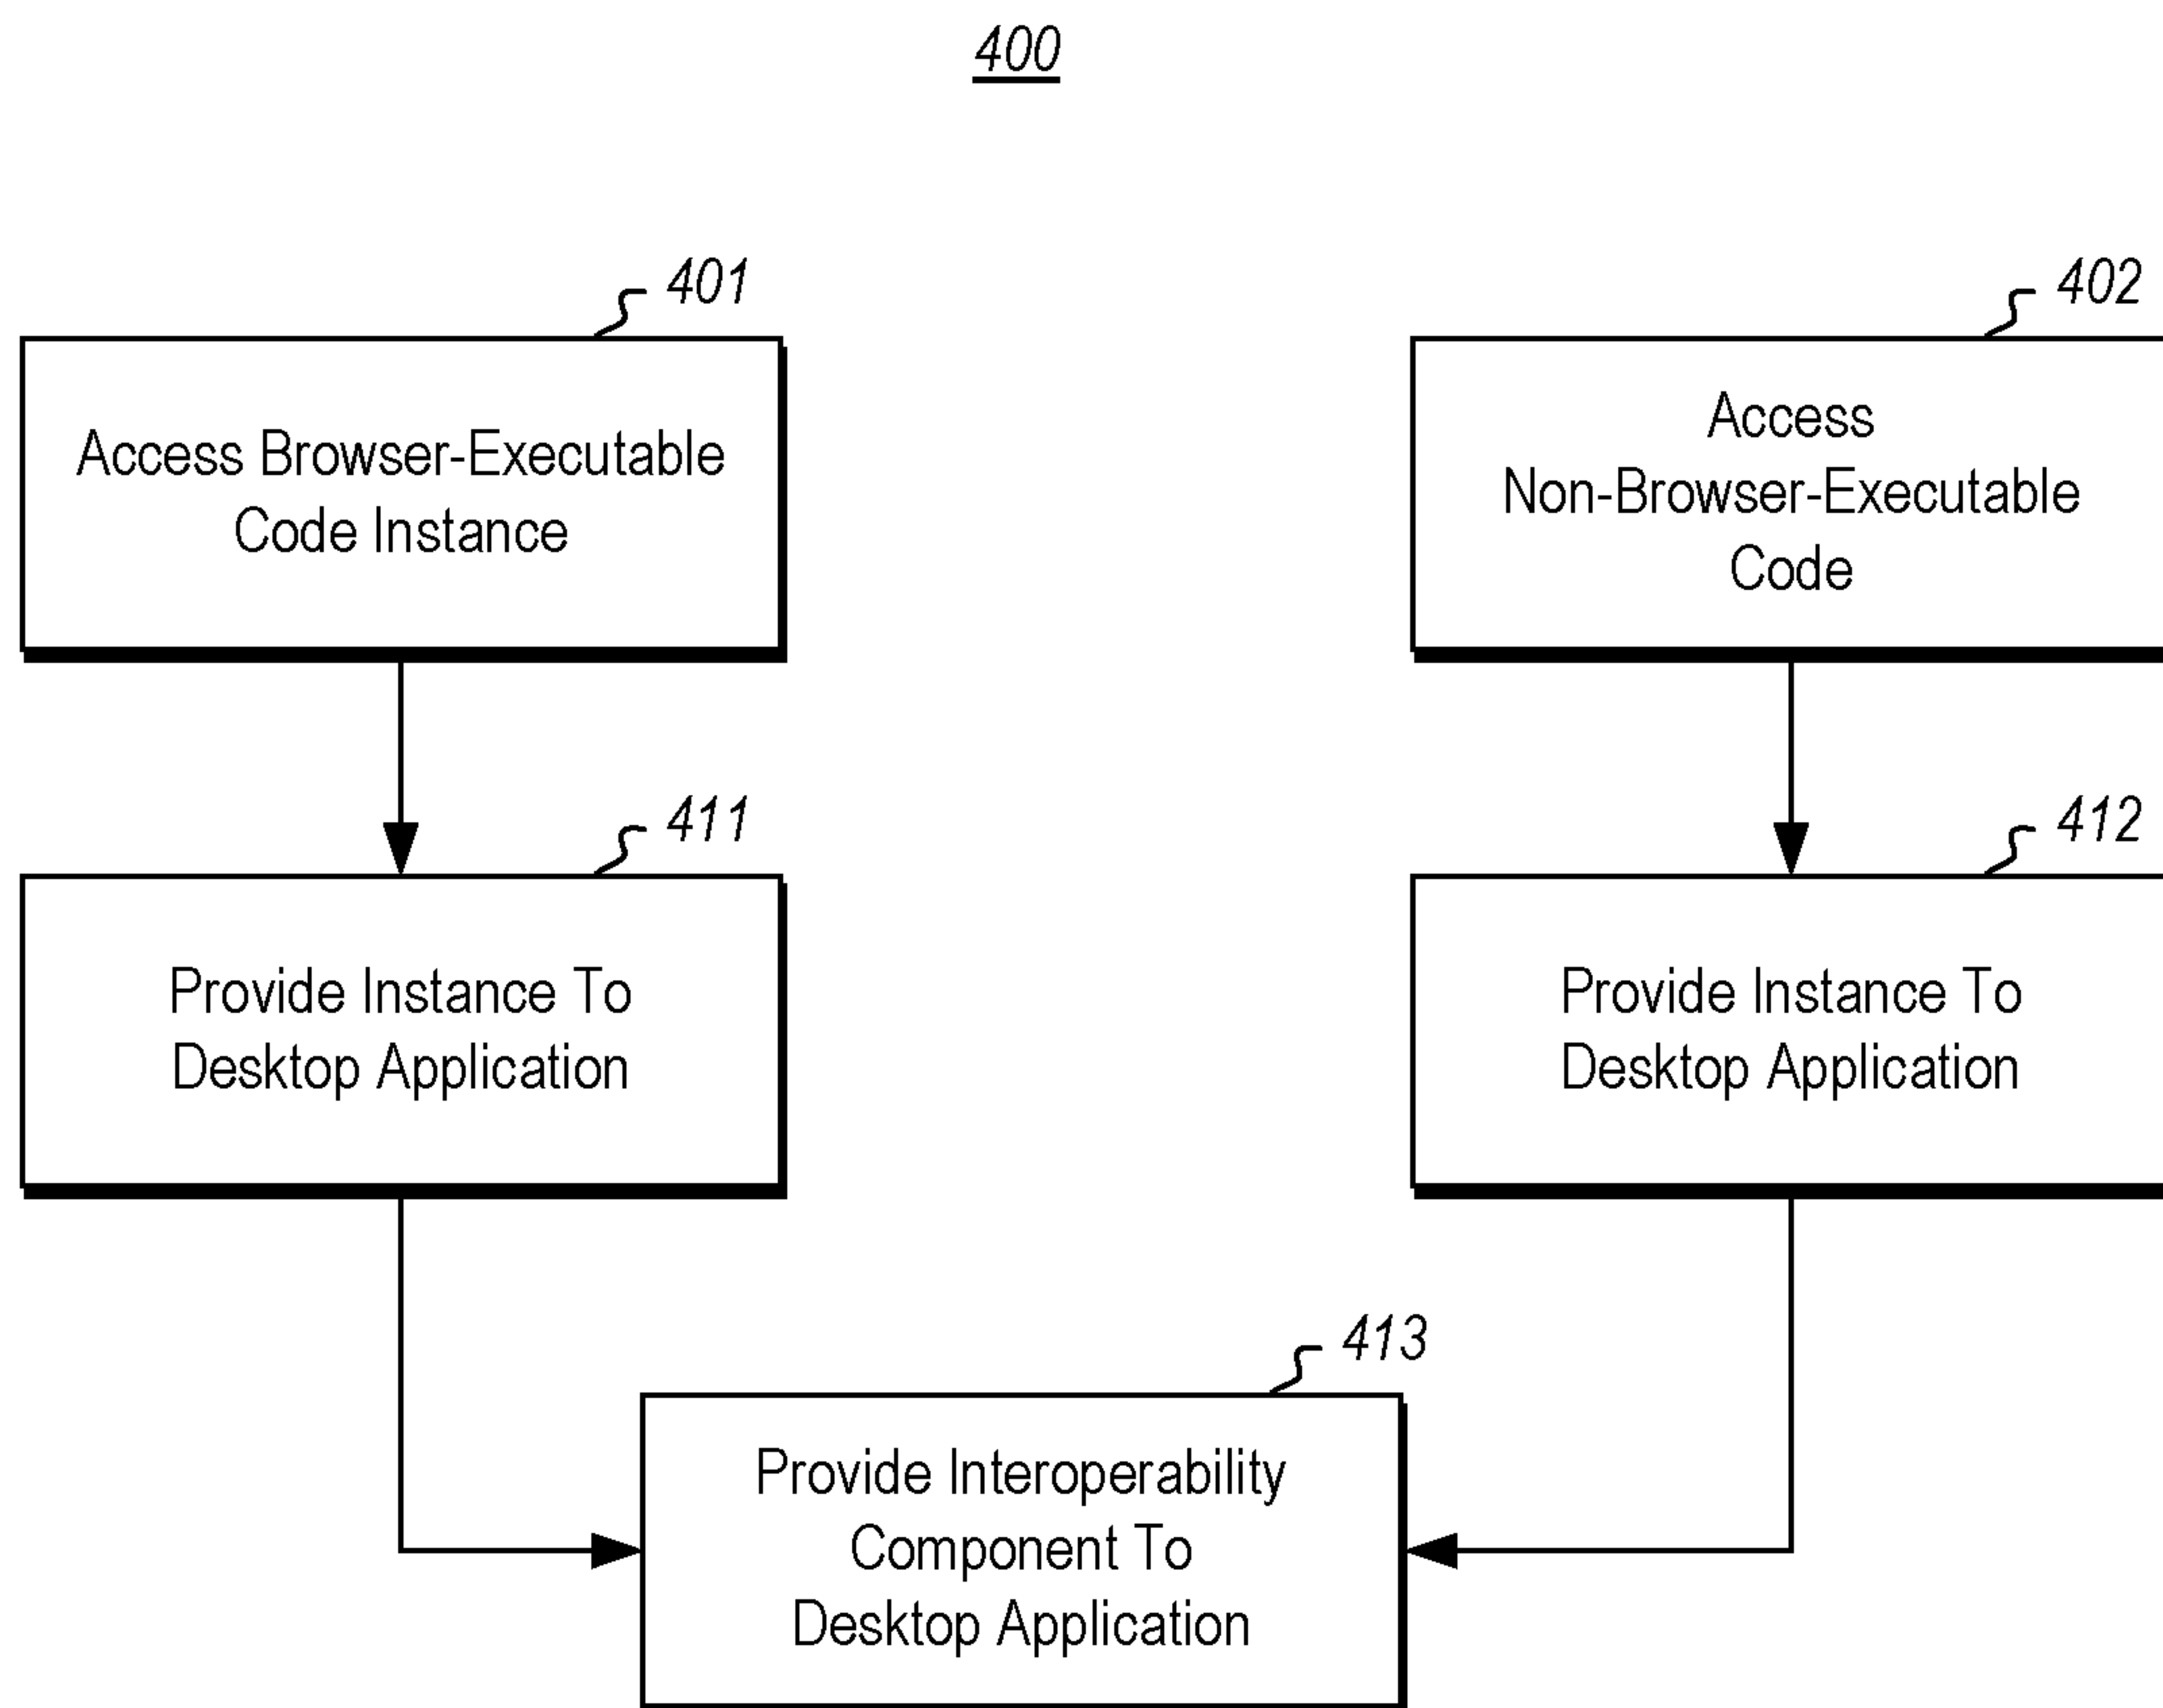 400
401
Access Browser-Executable
Code Instance
402
Access
Non-Browser-Executable
Code
411
Provide Instance To
Desktop Application
412
Provide Instance To
Desktop Application
413
Provide Interoperability
Component To
Desktop Application